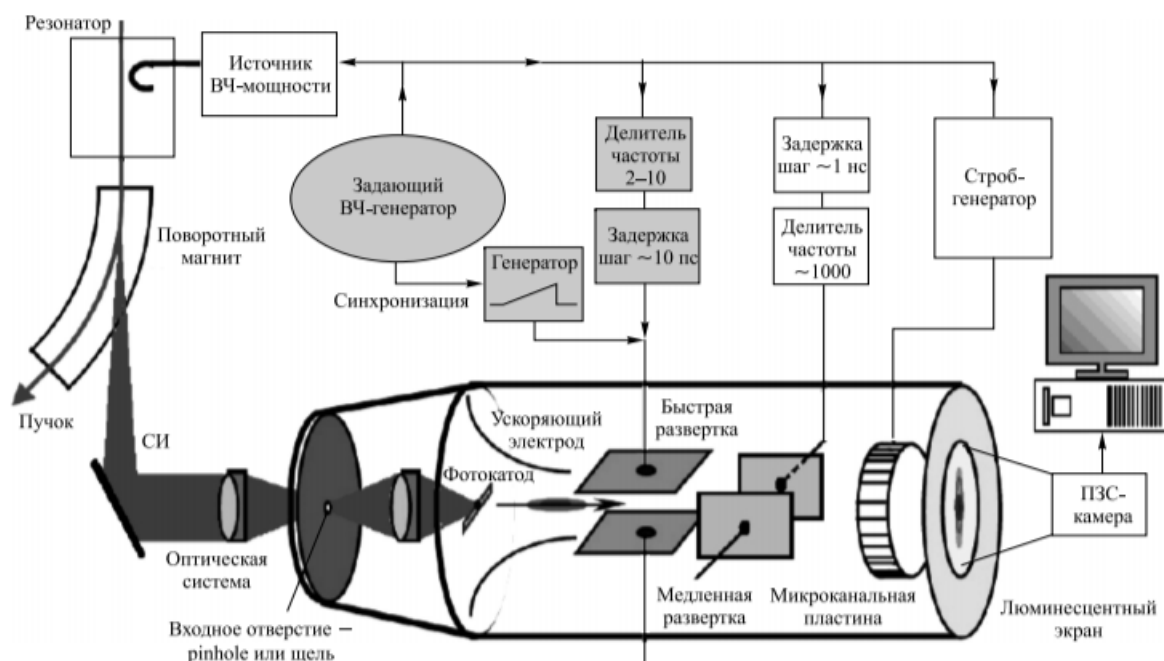 Резонатор
Источник
ВЧ-мощности
Делитель
частоты
2–10
Задержка
шаг ~1 нс
Строб-
генератор
Задающий
ВЧ-генератор
Поворотный
магнит
Задержка
шаг ~10 пс
Делитель
частоты
~1000
Генератор
Синхронизация
Пучок
СИ
Ускоряющий
электрод
Быстрая
развертка
Фотокатод
ПЗС-
камера
Оптическая
система
Медленная
развертка
Микроканальная
пластина
Люминесцентный
экран
Входное отверстие –
pinhole или щель